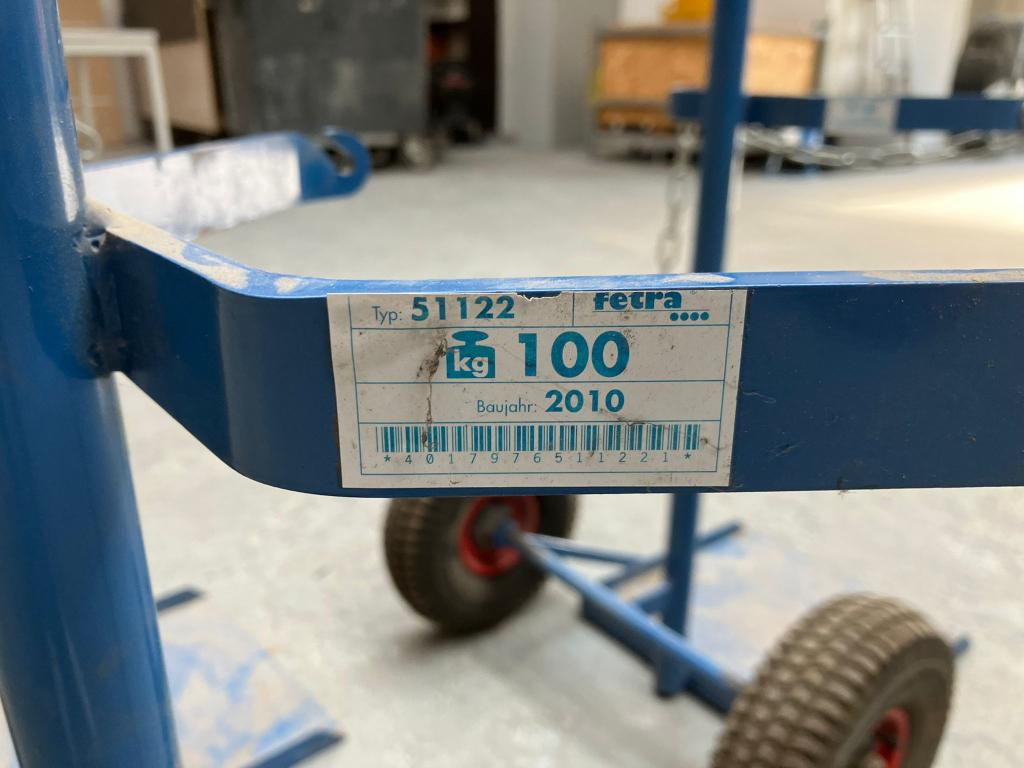 Typ: 51122 fetra
kg 100
Baujahr: 2010
*4017976511221*